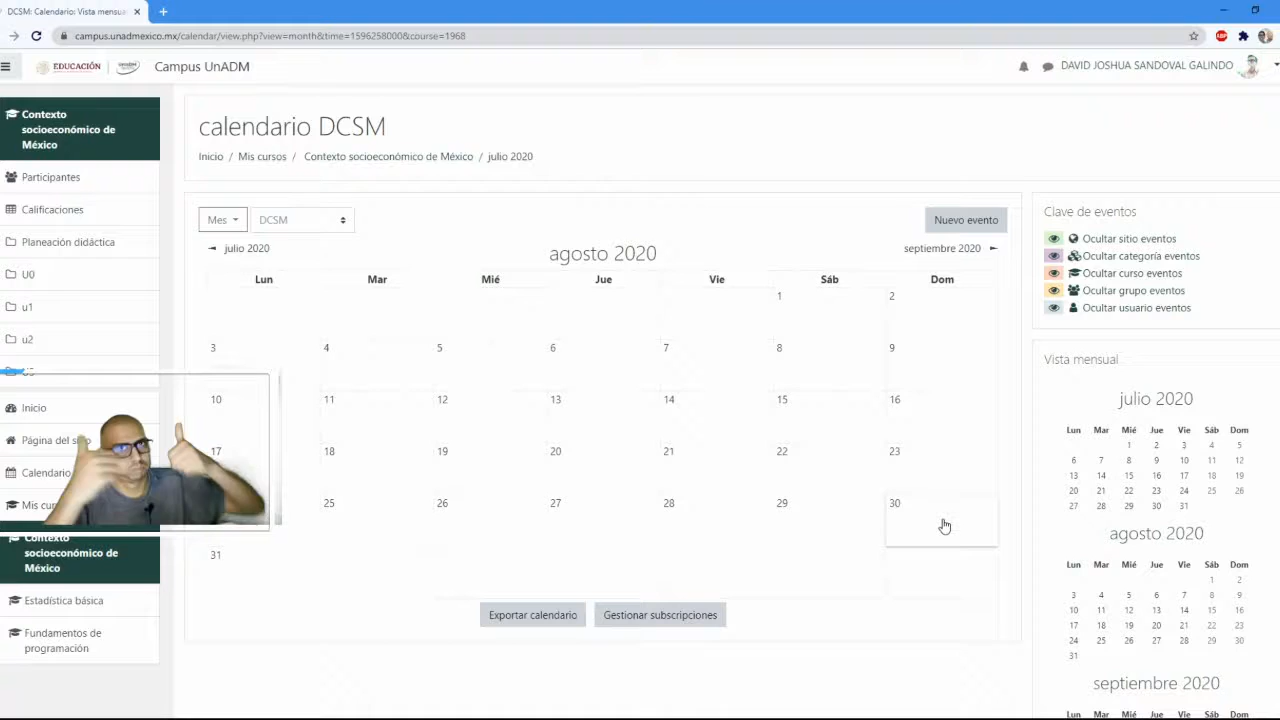 DCSM: Calendario: Vista mensua
campus.unadmexico.mx/calendar/view.php?view=month&time=1596258000&course=1968
ABP
EDUCACIÓN
Campus UnADM
DAVID JOSHUA SANDOVAL GALINDO
Contexto
socioeconómico de
México
Participantes
Calificaciones
Planeación didáctica
U0
u1
u2
Inicio
Página del
Calendario
Mis cur
Contexto
socioeconómico de
México
Estadística básica
Fundamentos de
programación
calendario DCSM
Inicio / Mis cursos / Contexto socioeconómico de México / julio 2020
Mes
DCSM
Nuevo evento
julio 2020
agosto 2020
septiembre 2020
Lun Mar Mié Jue Vie Sáb Dom
1 2
3 4 5 6 7 8 9
10 11 12 13 14 15 16
17 18 19 20 21 22 23
25 26 27 28 29 30
31
Exportar calendario
Gestionar subscripciones
Clave de eventos
Ocultar sitio eventos
Ocultar categoría eventos
Ocultar curso eventos
Ocultar grupo eventos
Ocultar usuario eventos
Vista mensual
julio 2020
Lun Mar Mié Jue Vie Sáb Dom
1 2 3 4 5
6 7 8 9 10 11 12
13 14 15 16 17 18 19
20 21 22 23 24 25 26
27 28 29 30 31
agosto 2020
Lun Mar Mié Jue Vie Sáb Dom
1 2
3 4 5 6 7 8 9
10 11 12 13 14 15 16
17 18 19 20 21 22 23
24 25 26 27 28 29 30
31
septiembre 2020
Lun Mar Mié Jue Vie Sáb Dom